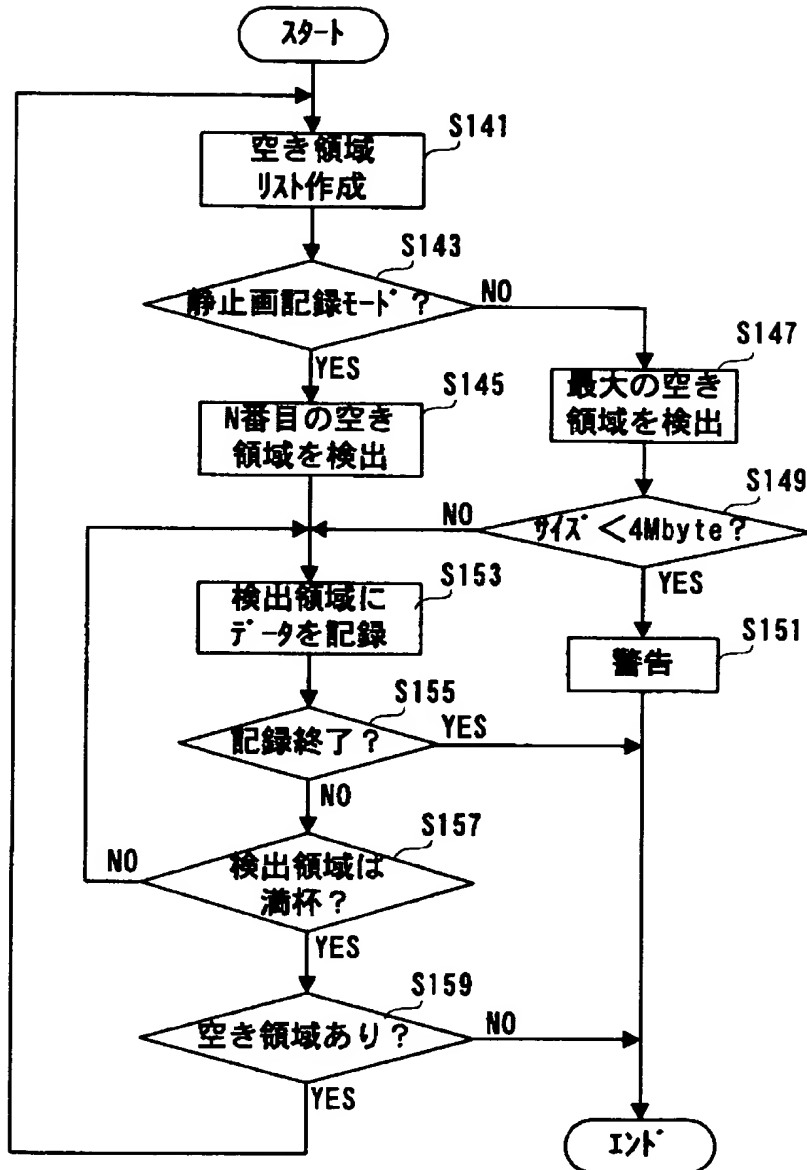 スタート
S141
空き領域
リスト作成
S143
静止画記録モード?
NO
YES
S145
N番目の空き
領域を検出
S147
最大の空き
領域を検出
S149
サイズ<4Mbyte?
NO
YES
S151
警告
S153
検出領域に
データを記録
S155
記録終了?
YES
NO
S157
検出領域は
満杯?
NO
YES
S159
空き領域あり?
NO
YES
エンド